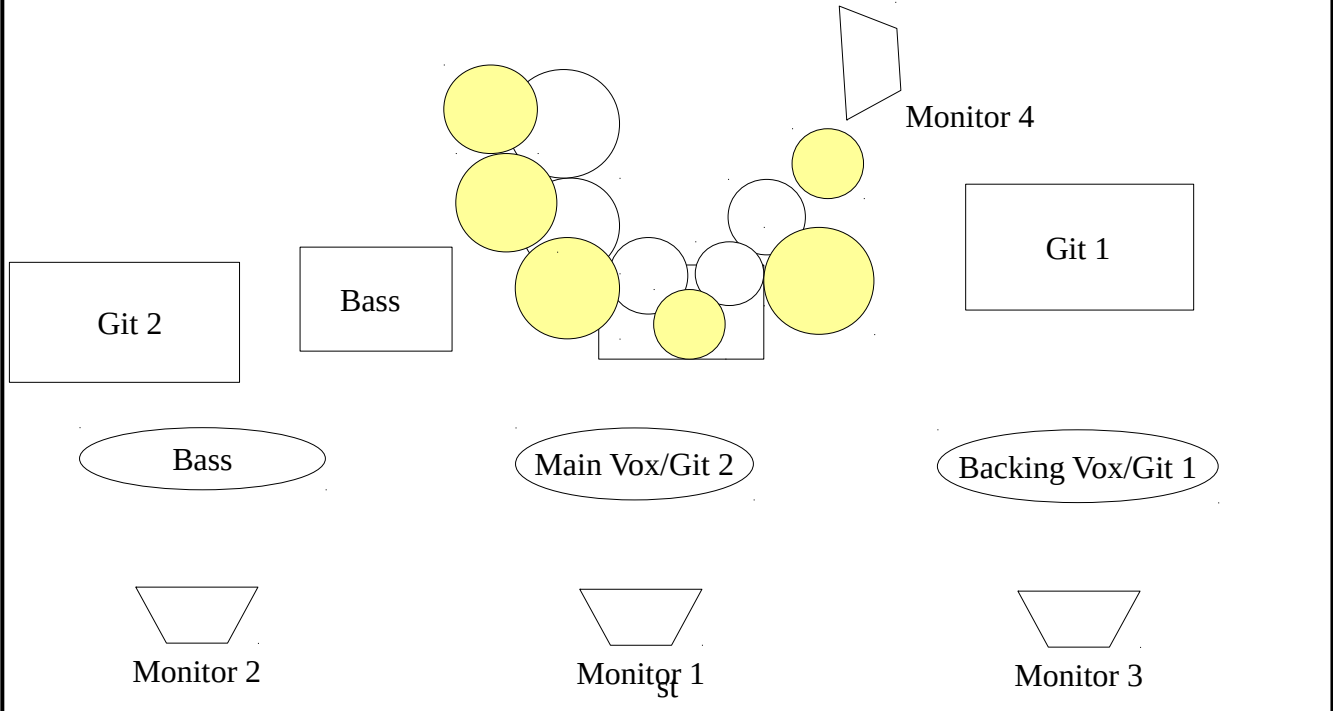 Monitor 4
Git 1
Bass
Git 2
Bass
Main Vox/Git 2
Backing Vox/Git 1
Monitor 2
Monitor 1
Monitor 3
st